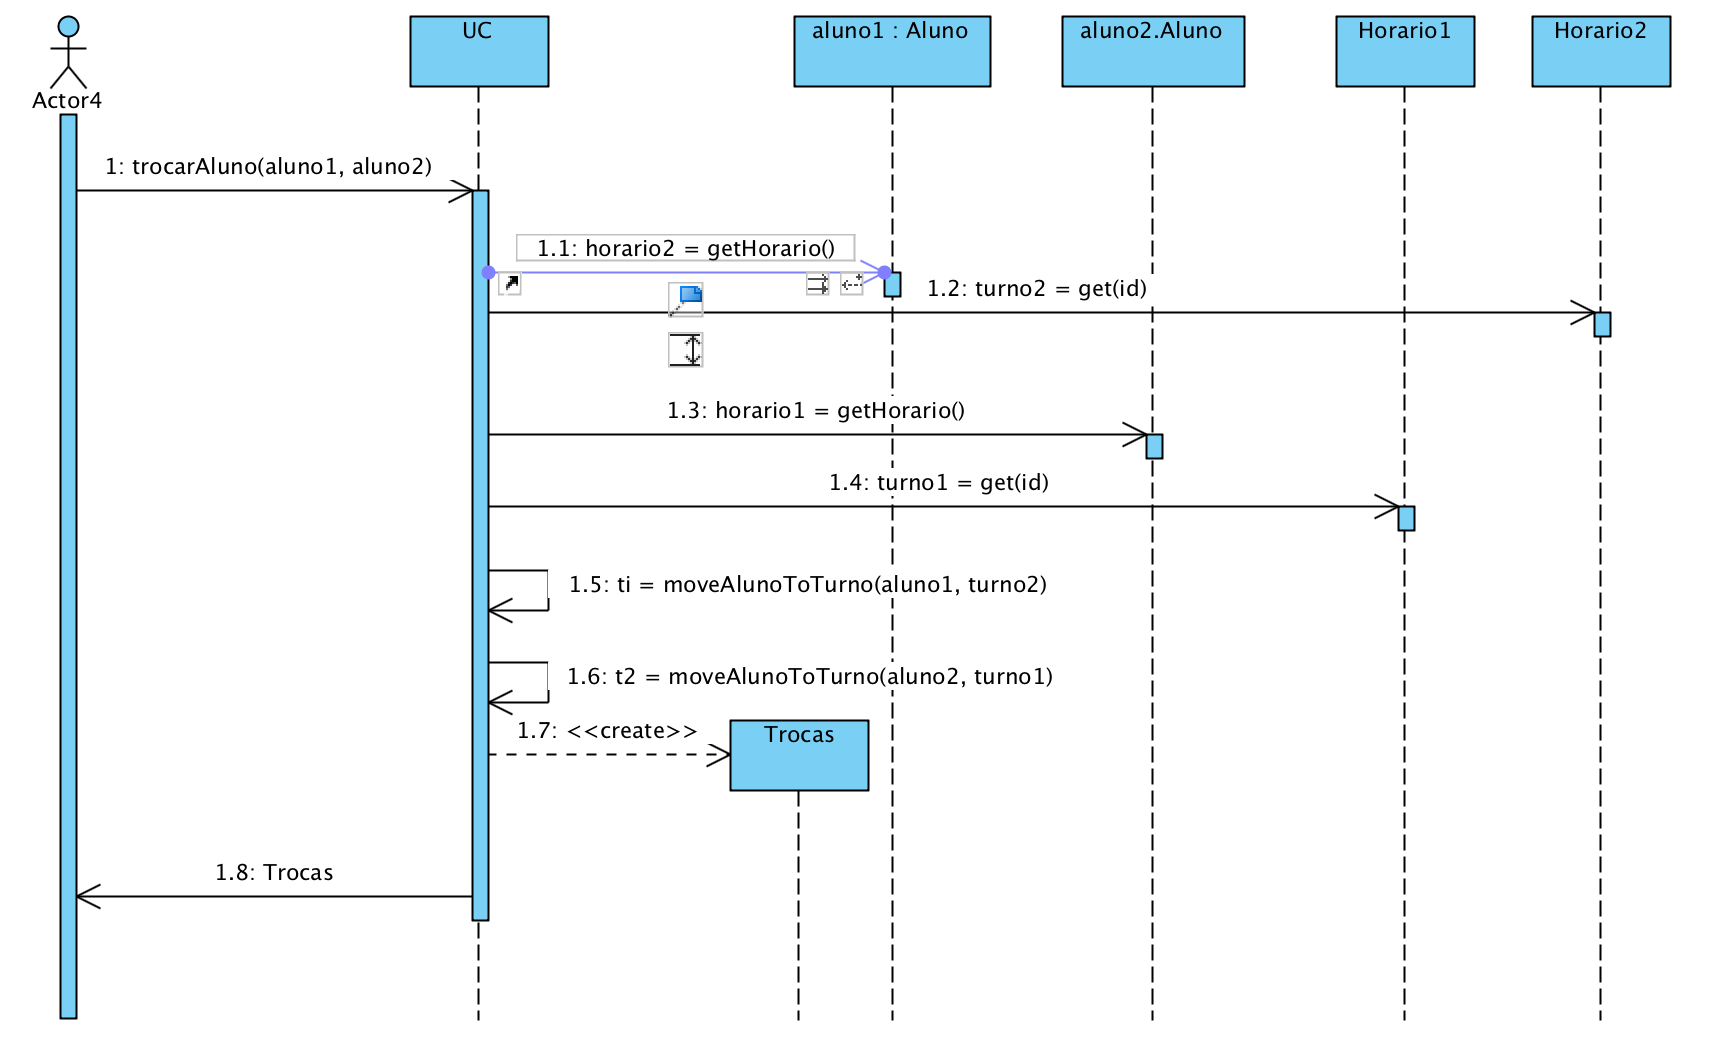 Actor4
UC
aluno1 : Aluno
aluno2.Aluno
Horario1
Horario2
1: trocarAluno(aluno1, aluno2)
1.1: horario2 = getHorario()
1.2: turno2 = get(id)
1.3: horario1 = getHorario()
1.4: turno1 = get(id)
1.5: ti = moveAlunoToTurno(aluno1, turno2)
1.6: t2 = moveAlunoToTurno(aluno2, turno1)
1.7: <<create>>
Trocas
1.8: Trocas